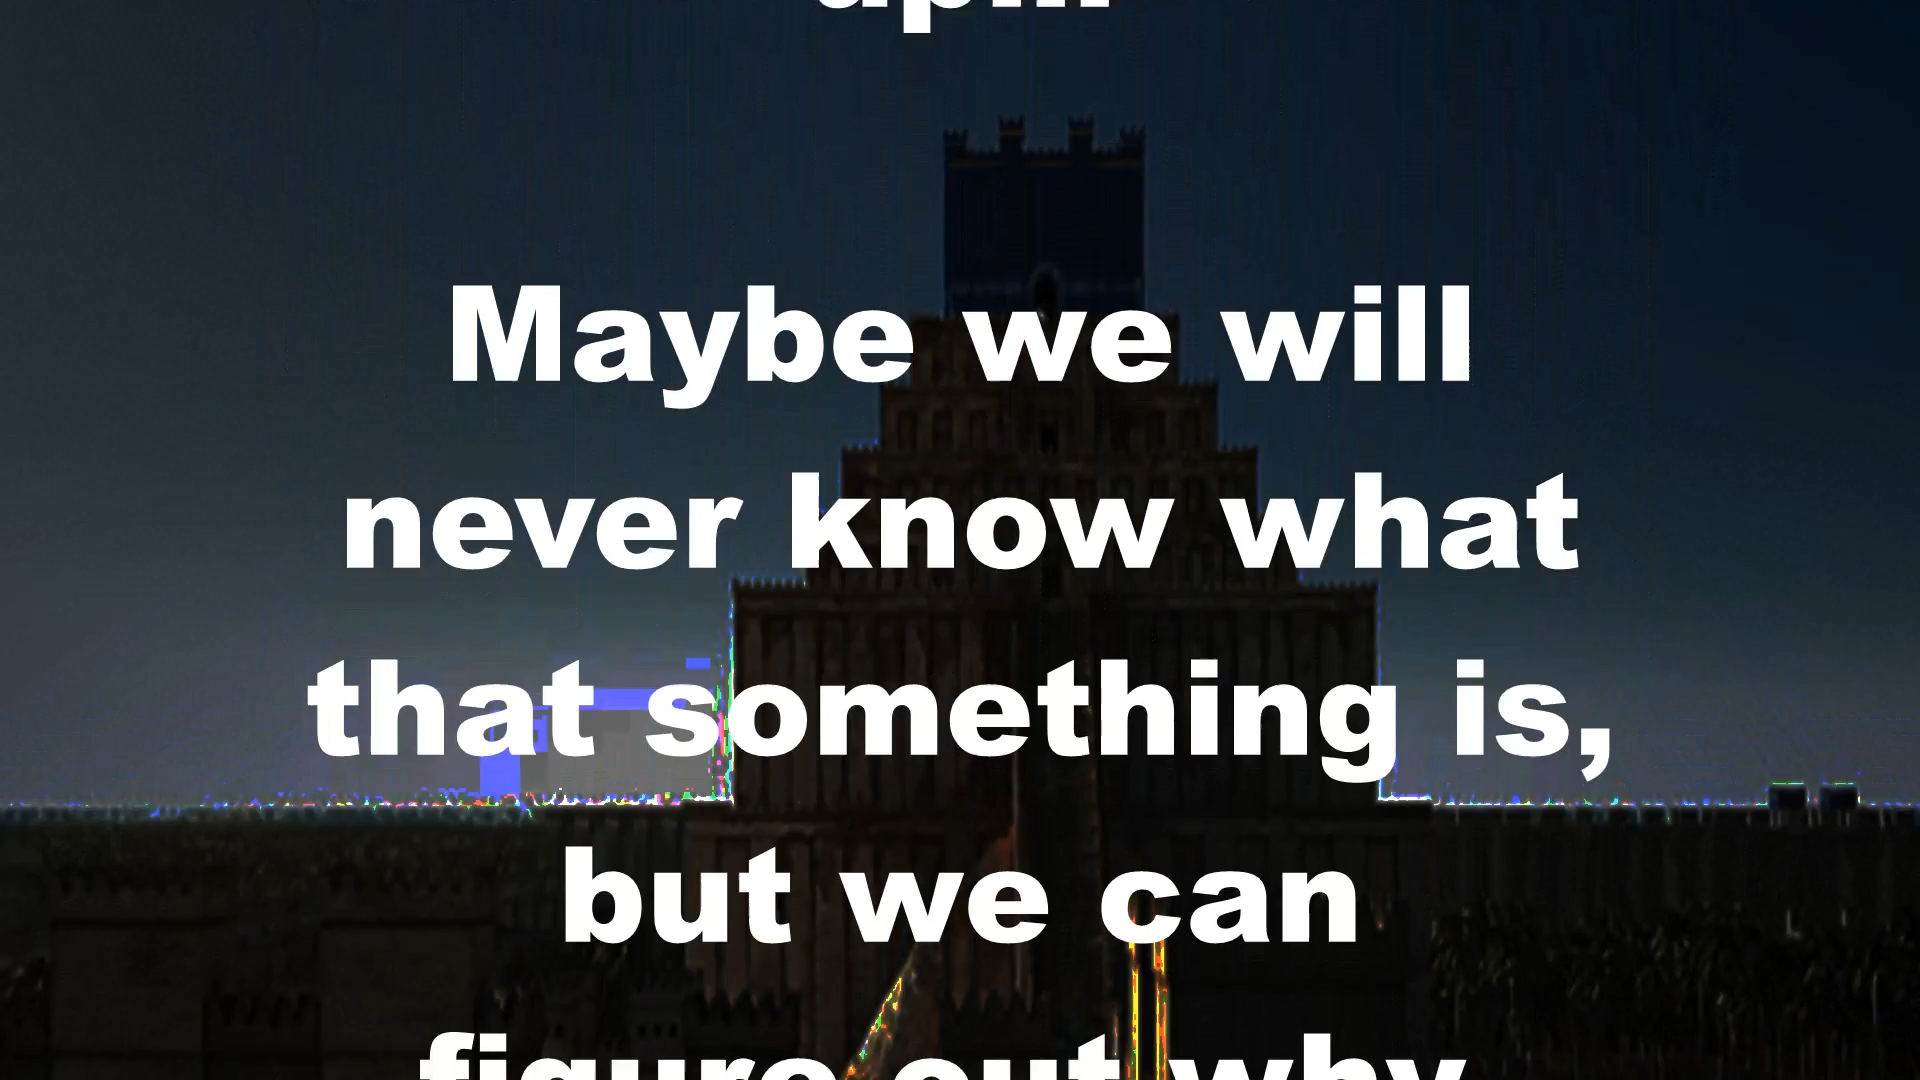 Maybe we will
never know what
that something is,
but we can
figure out why